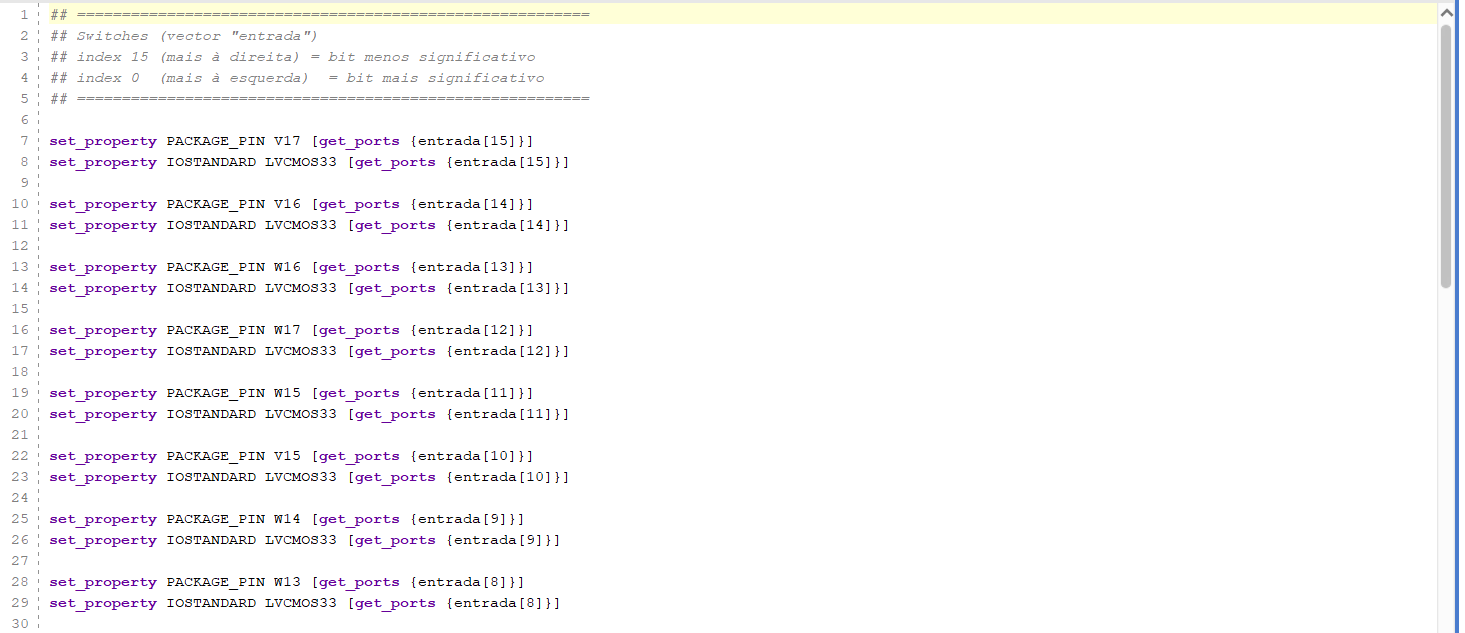 1 ## =========================================================
2 ## Switches (vector "entrada")
3 ## index 15 (mais à direita) = bit menos significativo
4 ## index 0  (mais à esquerda)  = bit mais significativo
5 ## =========================================================
6
7 set_property PACKAGE_PIN V17 [get_ports {entrada[15]}]
8 set_property IOSTANDARD LVCMOS33 [get_ports {entrada[15]}]
9
10 set_property PACKAGE_PIN V16 [get_ports {entrada[14]}]
11 set_property IOSTANDARD LVCMOS33 [get_ports {entrada[14]}]
12
13 set_property PACKAGE_PIN W16 [get_ports {entrada[13]}]
14 set_property IOSTANDARD LVCMOS33 [get_ports {entrada[13]}]
15
16 set_property PACKAGE_PIN W17 [get_ports {entrada[12]}]
17 set_property IOSTANDARD LVCMOS33 [get_ports {entrada[12]}]
18
19 set_property PACKAGE_PIN W15 [get_ports {entrada[11]}]
20 set_property IOSTANDARD LVCMOS33 [get_ports {entrada[11]}]
21
22 set_property PACKAGE_PIN V15 [get_ports {entrada[10]}]
23 set_property IOSTANDARD LVCMOS33 [get_ports {entrada[10]}]
24
25 set_property PACKAGE_PIN W14 [get_ports {entrada[9]}]
26 set_property IOSTANDARD LVCMOS33 [get_ports {entrada[9]}]
27
28 set_property PACKAGE_PIN W13 [get_ports {entrada[8]}]
29 set_property IOSTANDARD LVCMOS33 [get_ports {entrada[8]}]
30